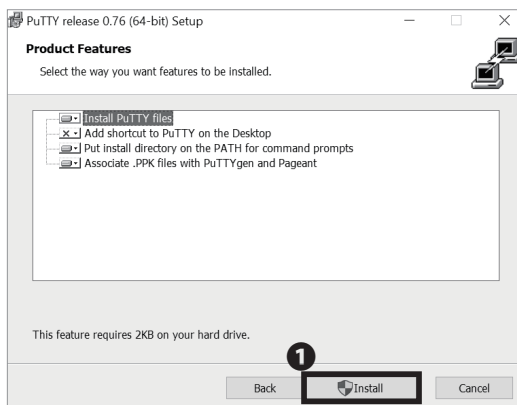 PuTTY release 0.76 (64-bit) Setup
Product Features
Select the way you want features to be installed.
Install PuTTY files
Add shortcut to PuTTY on the Desktop
Put install directory on the PATH for command prompts
Associate .PPK files with PuTTYgen and Pageant
This feature requires 2KB on your hard drive.
1
Back Install Cancel